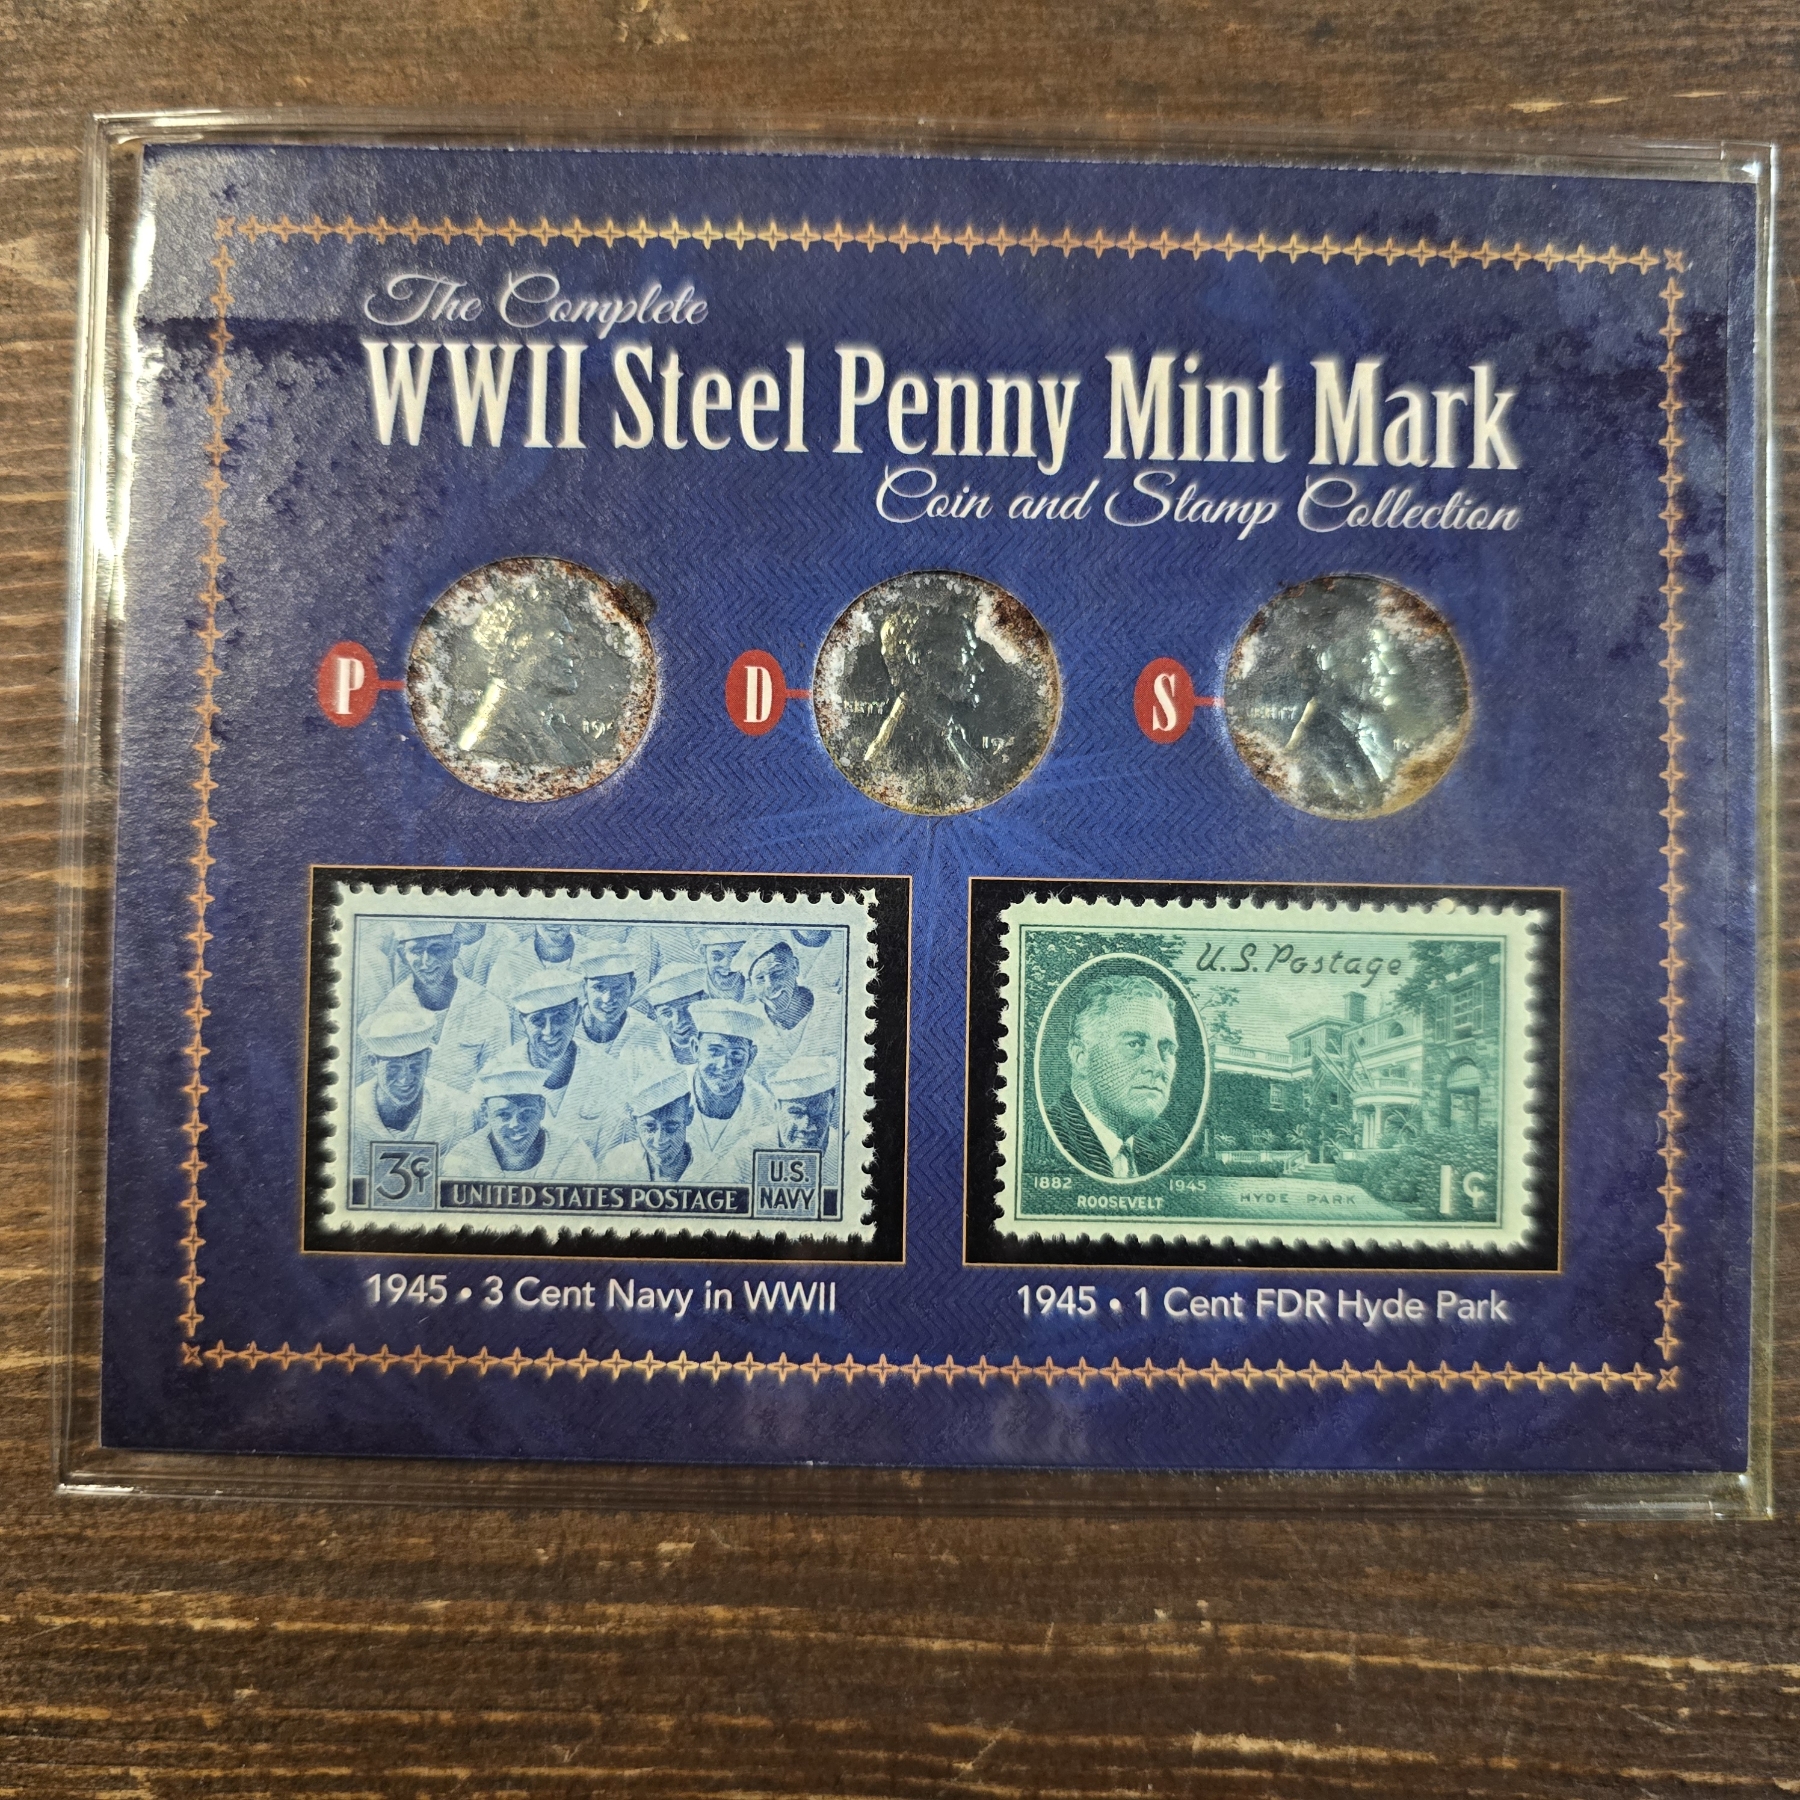 The Complete
WWII Steel Penny Mint Mark
Coin and Stamp Collection
P
D
S
3¢
UNITED STATES POSTAGE
U.S.
NAVY
U.S. Postage
1882
1945
ROOSEVELT
HYDE PARK
1¢
1945 • 3 Cent Navy in WWII
1945 • 1 Cent FDR Hyde Park